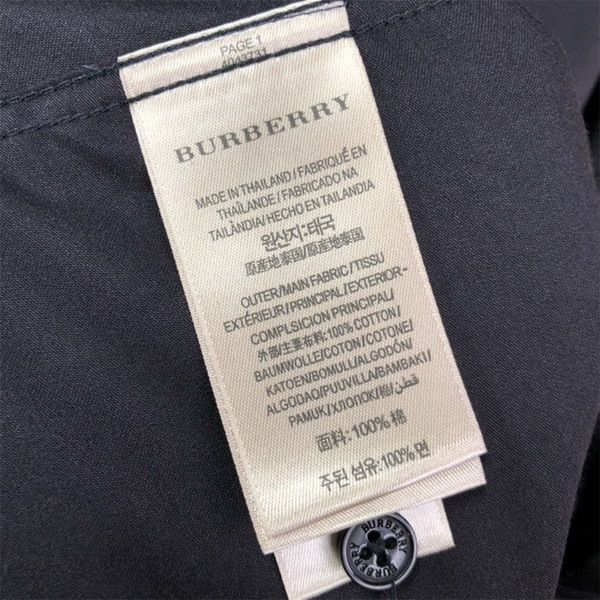 PAGE 1
4043731
BURBERRY
MADE IN THAILAND / FABRIQUÉ EN
THAÏLANDE / FABRICADO NA
TAILÂNDIA / HECHO EN TAILANDIA
원산지:태국
原産地泰国/原產地泰國
OUTER/MAIN FABRIC/TISSU
EXTÉRIEUR/PRINCIPAL/EXTERIOR-
COMPLSICION PRINCIPAL/
外部/主要布料:100% COTTON/
BAUMWOLLE/COTON/COTONE/
KATOEN/BOMULL/ALGODÓN/
ALGODAO/PUUVILLA/BAMBAKI/
PAMUK/ХЛОПОК/棉/قطن
面料:100% 棉
주된 섬유:100% 면
BURBERRY
BURBERRY